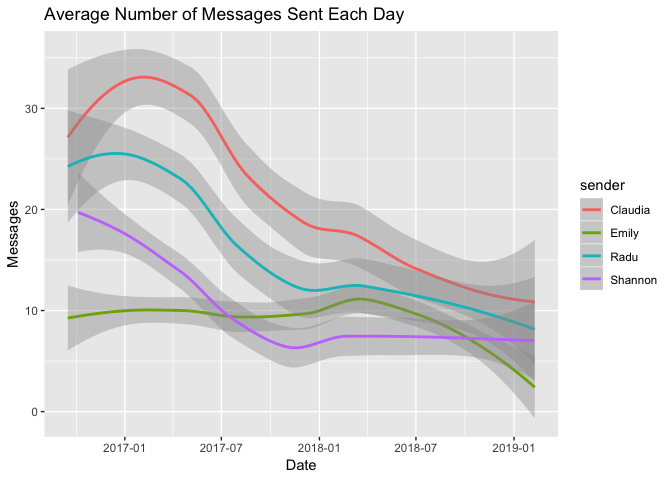 Average Number of Messages Sent Each Day
Messages
30
20
10
0
2017-01 2017-07 2018-01 2018-07 2019-01
Date
sender
Claudia
Emily
Radu
Shannon